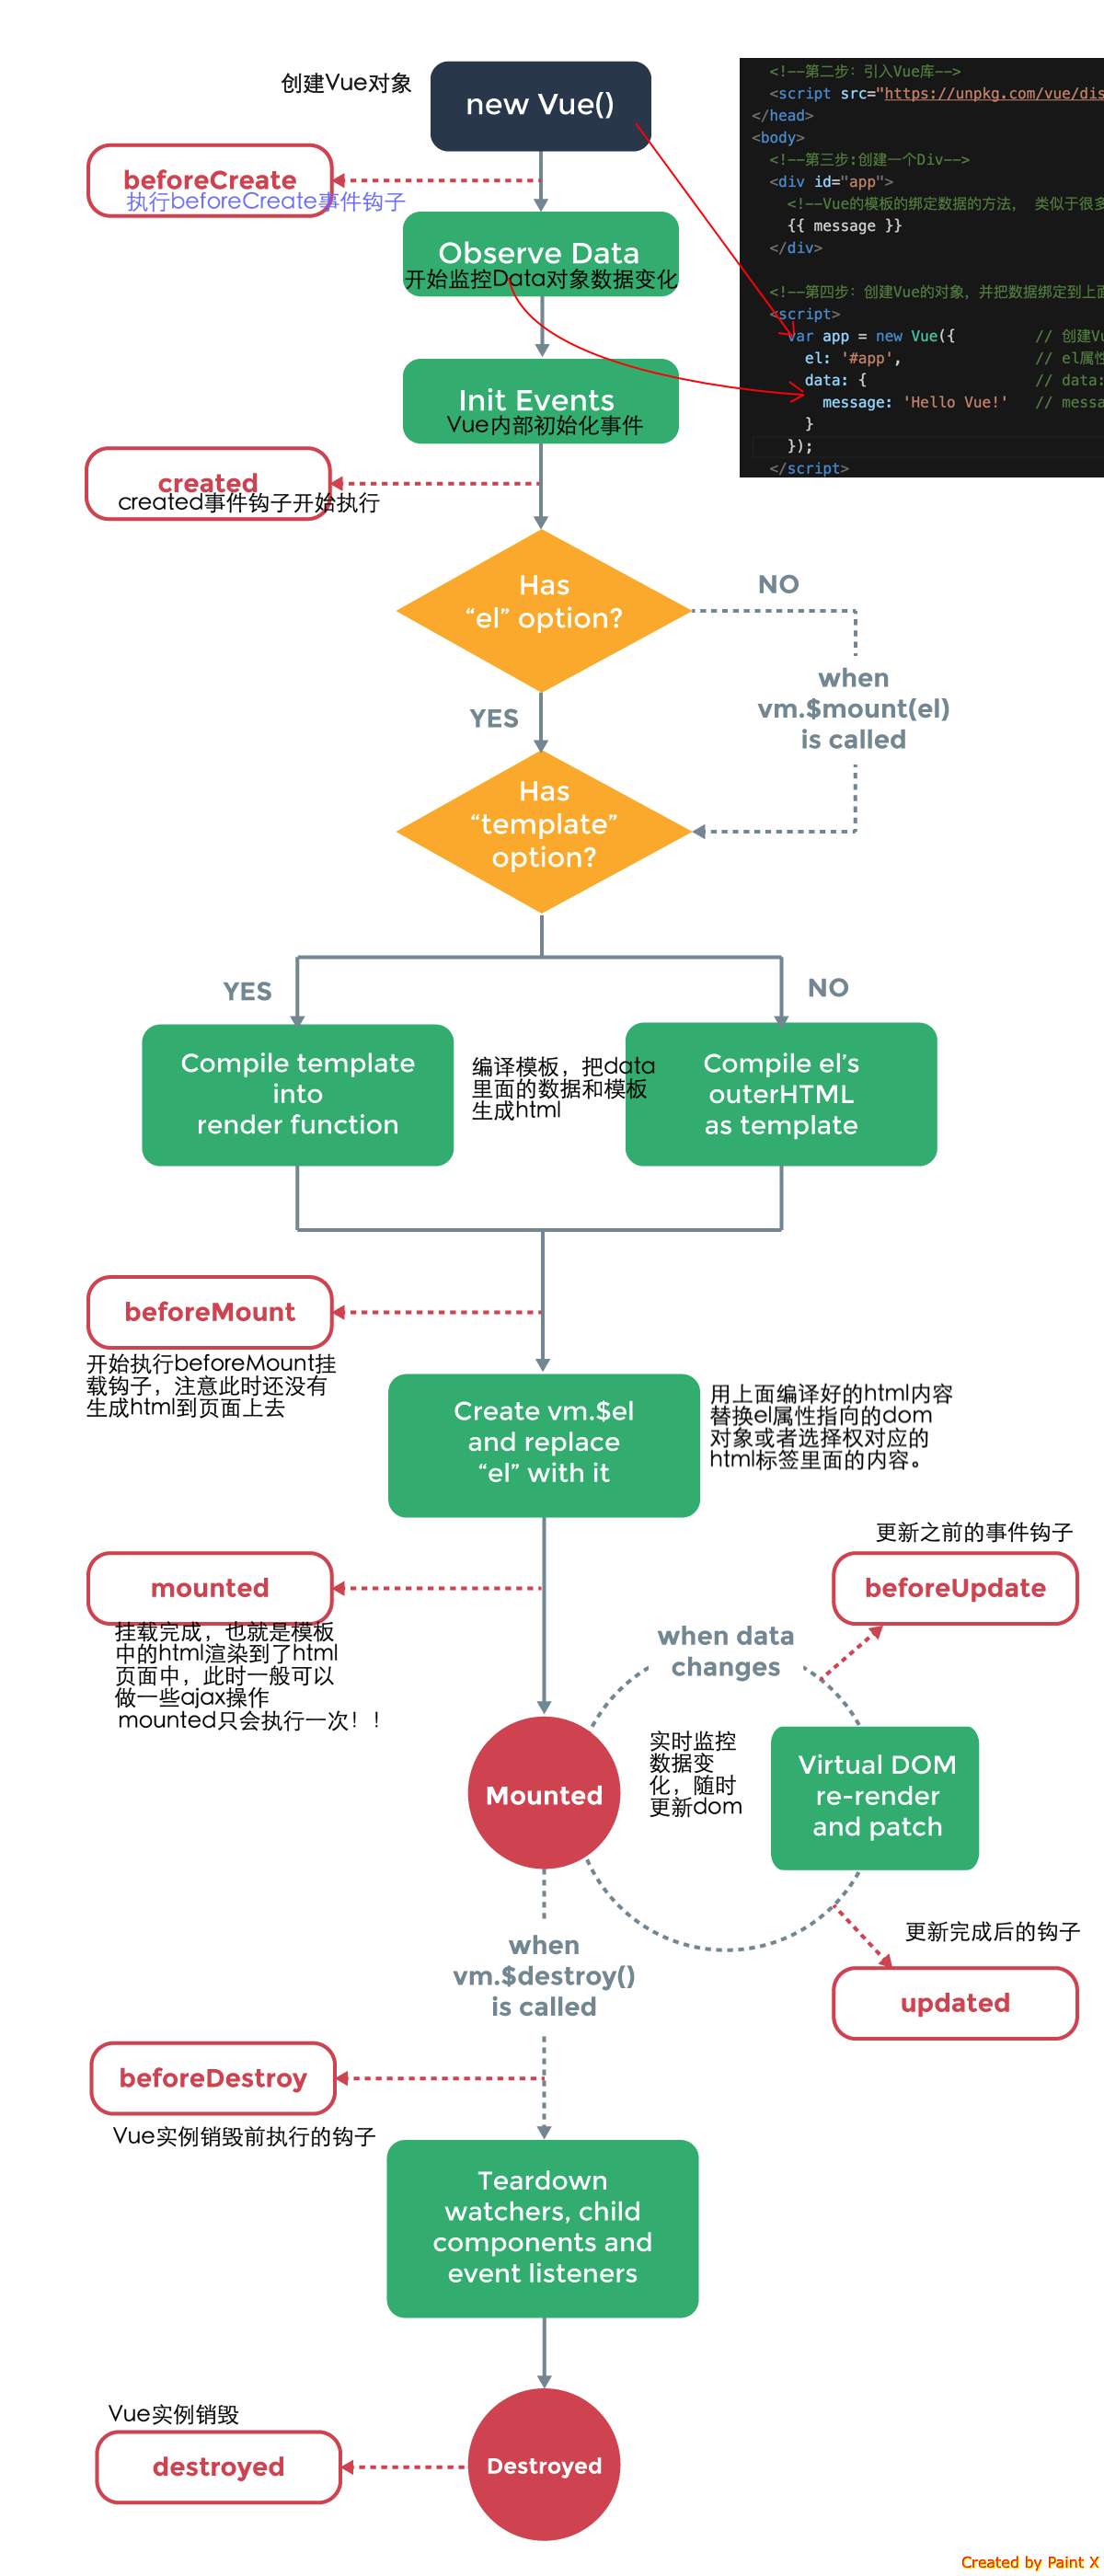 创建Vue对象
new Vue()
<!--第二步：引入Vue库-->
<script src="https://unpkg.com/vue/dis
</head>
<body>
<!--第三步:创建一个Div-->
<div id="app">
<!--Vue的模板的绑定数据的方法， 类似于很多
{{ message }}
</div>
<!--第四步：创建Vue的对象，并把数据绑定到上面
<script>
var app = new Vue({ // 创建Vu
el: '#app', // el属性
data: { // data:
message: 'Hello Vue!' // messa
}
});
</script>
beforeCreate
执行beforeCreate事件钩子
Observe Data
开始监控Data对象数据变化
Init Events
Vue内部初始化事件
created
created事件钩子开始执行
Has
“el” option?
NO
when
vm.$mount(el)
is called
YES
Has
“template”
option?
YES
NO
Compile template
into
render function
编译模板，把data
里面的数据和模板
生成html
Compile el’s
outerHTML
as template
beforeMount
开始执行beforeMount挂
载钩子，注意此时还没有
生成html到页面上去
Create vm.$el
and replace
“el” with it
用上面编译好的html内容
替换el属性指向的dom
对象或者选择权对应的
html标签里面的内容。
mounted
挂载完成，也就是模板
中的html渲染到了html
页面中，此时一般可以
做一些ajax操作
mounted只会执行一次！！
更新之前的事件钩子
beforeUpdate
when data
changes
Mounted
实时监控
数据变
化，随时
更新dom
Virtual DOM
re-render
and patch
更新完成后的钩子
updated
when
vm.$destroy()
is called
beforeDestroy
Vue实例销毁前执行的钩子
Teardown
watchers, child
components and
event listeners
Vue实例销毁
destroyed
Destroyed
Created by Paint X